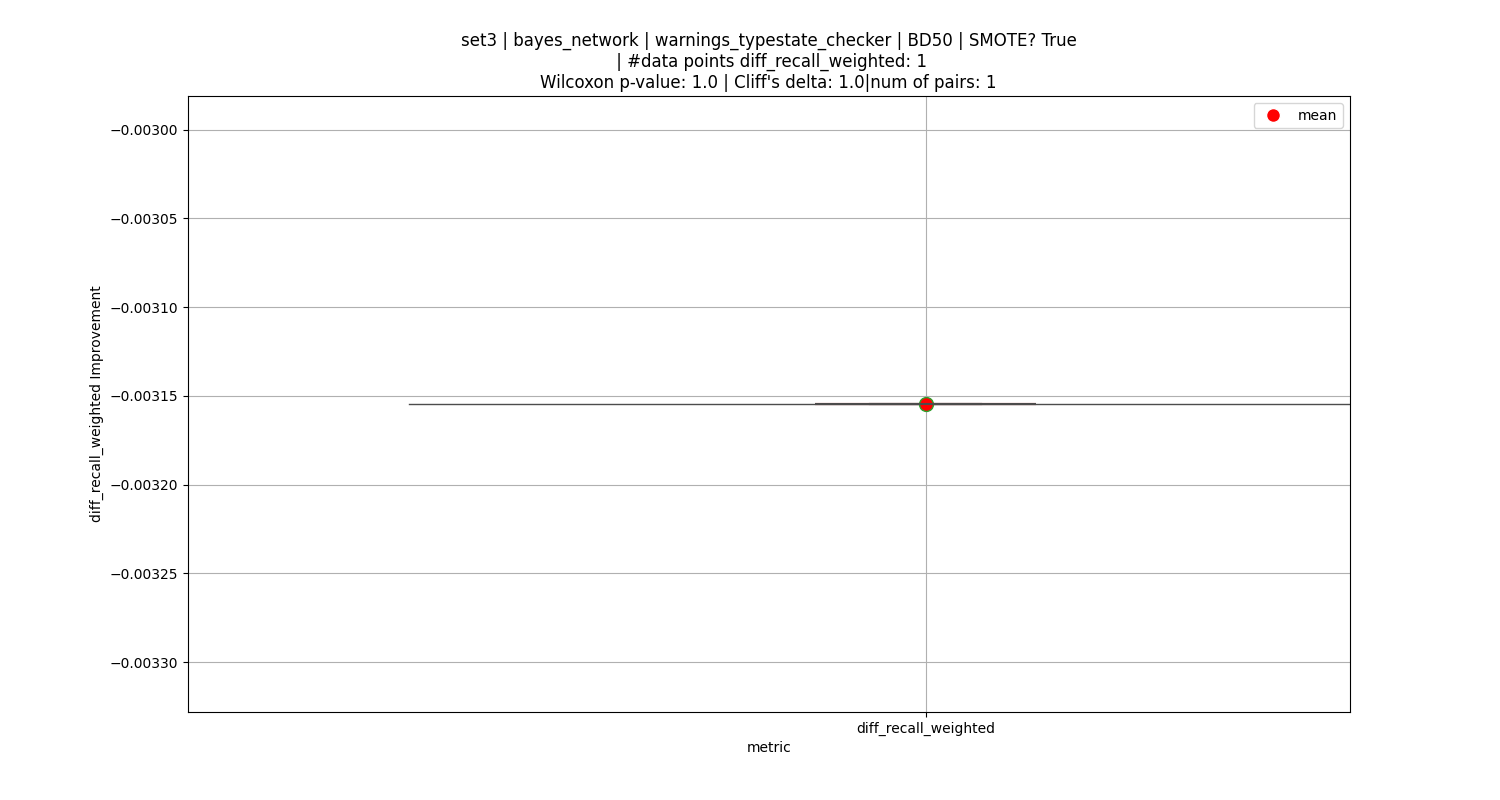 set3 | bayes_network | warnings_typestate_checker | BD50 | SMOTE? True
| #data points diff_recall_weighted: 1
Wilcoxon p-value: 1.0 | Cliff's delta: 1.0|num of pairs: 1
mean
−0.00300
−0.00305
−0.00310
−0.00315
−0.00320
−0.00325
−0.00330
diff_recall_weighted Improvement
diff_recall_weighted
metric